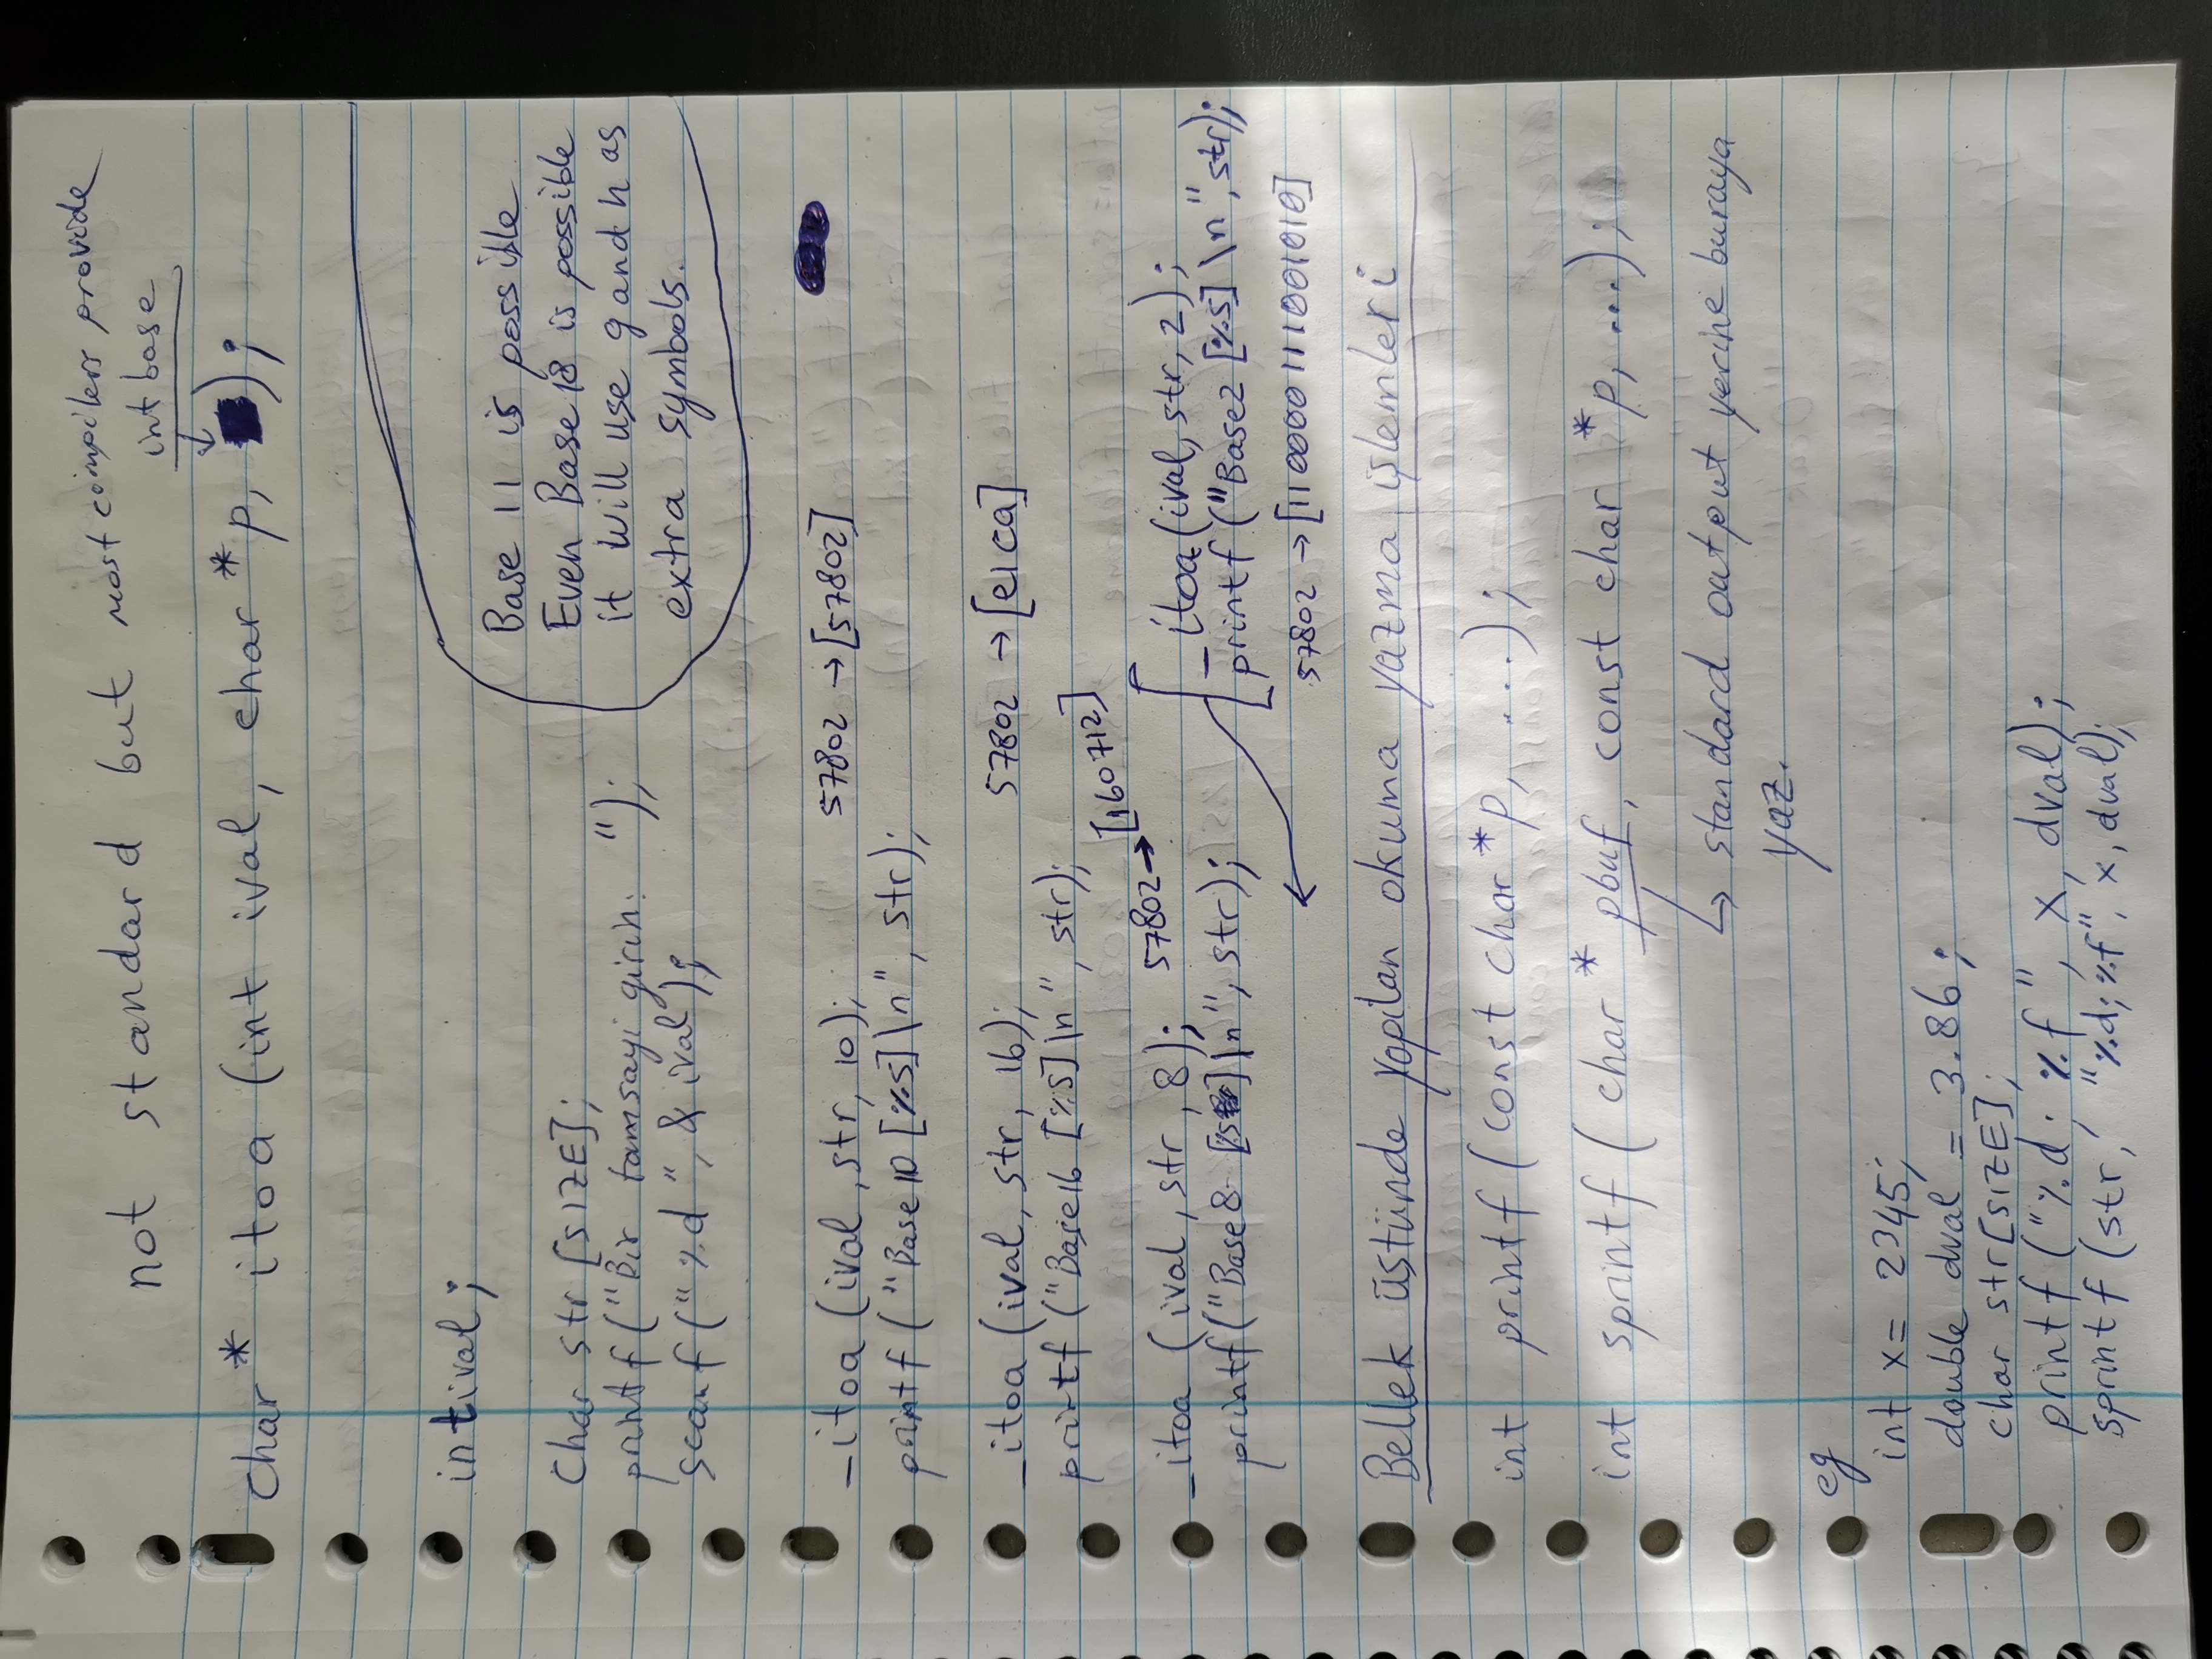 not standard but most compilers provide
int base
char* itoa (int ival, char *p, );
int ival;
Base 11 is possible
Even Base 18 is possible
it will use g and h as
extra symbols.
Char str [SIZE];
printf("Bir tamsayi girin: ");
scanf("%d", &ival);
_itoa (ival, str, 10); 57802 → [57802]
printf ("Base 10 [%s]\n", str);
_itoa (ival, str, 16); 57802 → [e1ca]
printf ("Base16 [%s]\n", str);
_itoa (ival, str, 8); 57802 → [160712]
printf("Base 8 [%s]\n", str);
_itoa(ival, str, 2);
printf ("Base2 [%s] \n", str);
57802 → [110000111001010]
Bellek üstünde yapılan okuma yazma işlemleri
int printf (const char *p, ...);
int sprintf ( char * pbuf, const char *p, ...);
↳ standard output yerine buraya
yaz.
eg
int x = 2345;
double dval = 3.86;
char str[SIZE];
printf ("%d; %f", x, dval);
sprintf (str, "%d; %f", x, dval);